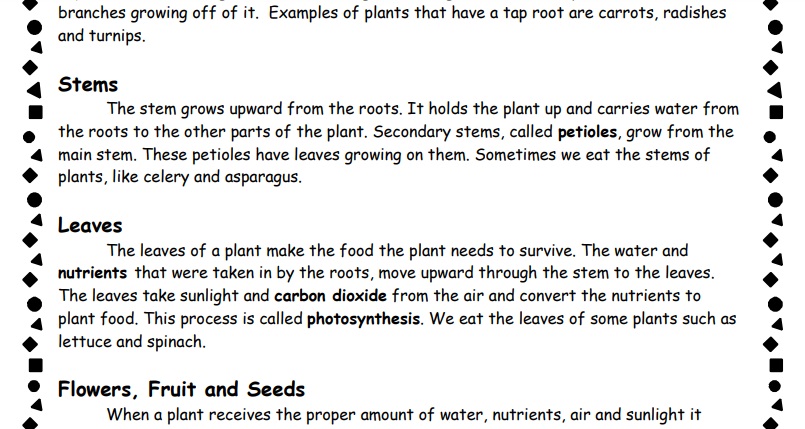 branches growing off of it. Examples of plants that have a tap root are carrots, radishes
and turnips.
Stems
The stem grows upward from the roots. It holds the plant up and carries water from
the roots to the other parts of the plant. Secondary stems, called petioles, grow from the
main stem. These petioles have leaves growing on them. Sometimes we eat the stems of
plants, like celery and asparagus.
Leaves
The leaves of a plant make the food the plant needs to survive. The water and
nutrients that were taken in by the roots, move upward through the stem to the leaves.
The leaves take sunlight and carbon dioxide from the air and convert the nutrients to
plant food. This process is called photosynthesis. We eat the leaves of some plants such as
lettuce and spinach.
Flowers, Fruit and Seeds
When a plant receives the proper amount of water, nutrients, air and sunlight it